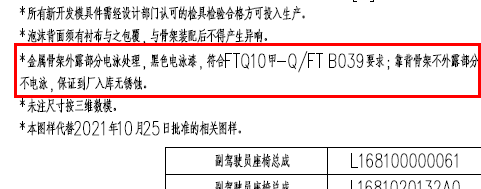 *所有新开发模具件需经设计部门认可的检具检验合格方可投入生产。
*泡沫背面须有衬布与之包覆，与骨架装配后不得产生异响。
*金属骨架外露部分电泳处理，黑色电泳漆，符合FTQ10甲-Q/FT B039要求；靠背骨架不外露部分
不电泳，保证到厂入库无锈蚀。
*未注尺寸按三维数模。
*本图样代替2021年10月25日批准的相关图样。
副驾驶员座椅总成 L168100000061
副驾驶员座椅总成 L1681020132A0